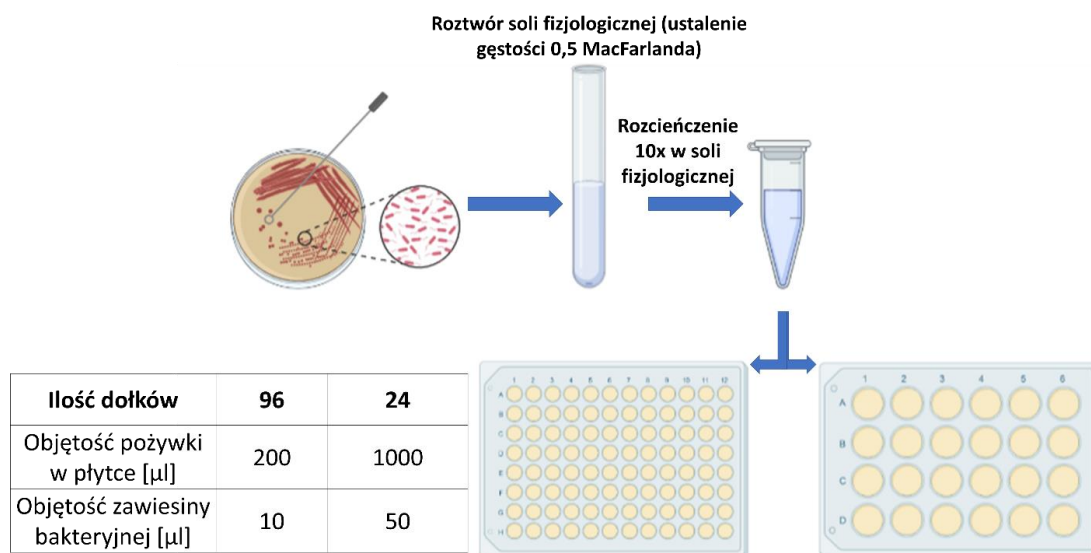 Roztwór soli fizjologicznej (ustalenie
gęstości 0,5 MacFarlanda)
Rozcieńczenie
10x w soli
fizjologicznej
Ilość dołków 96 24
Objętość pożywki
w płytce [µl] 200 1000
Objętość zawiesiny
bakteryjnej [µl] 10 50
1 2 3 4 5 6 7 8 9 10 11 12
A
B
C
D
E
F
G
H
1 2 3 4 5 6
A
B
C
D